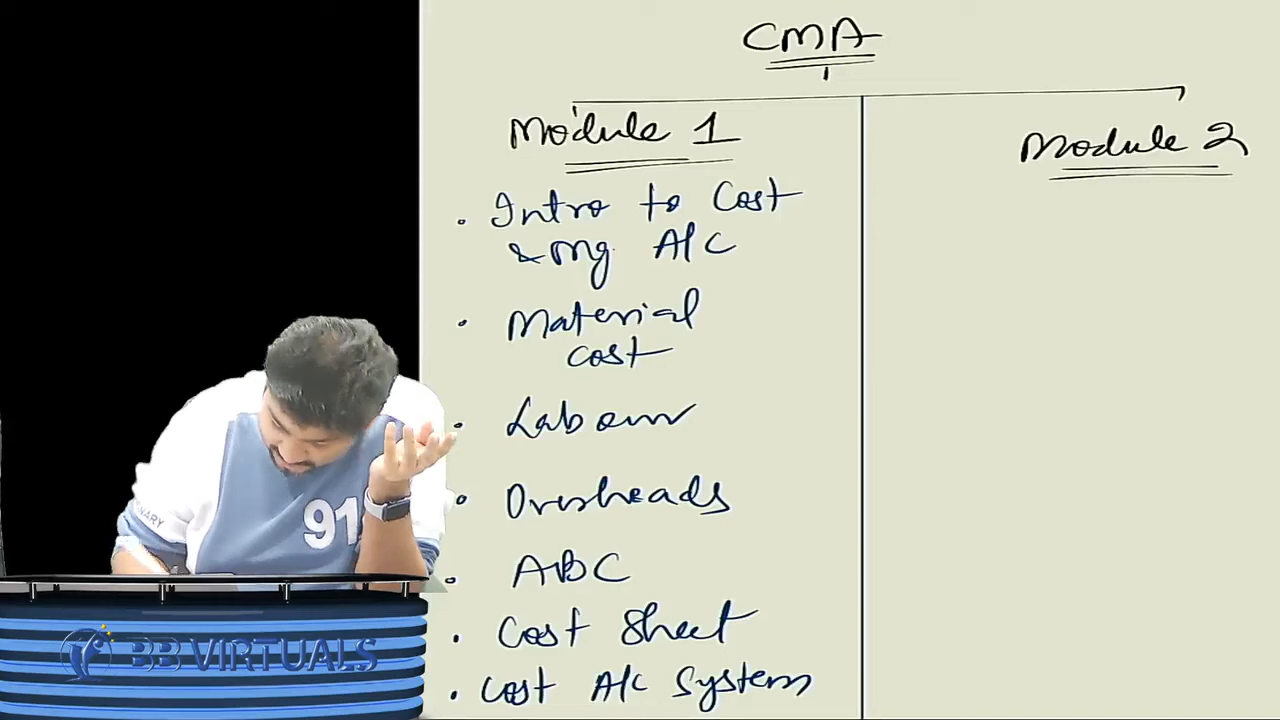 CMA
Module 1
Module 2
. Intro to Cost
& Mg. A/C
. Material
cost
. Labour
. Overheads
. ABC
. Cost Sheet
. Cost A/c System
91
NARY
BB VIRTUALS